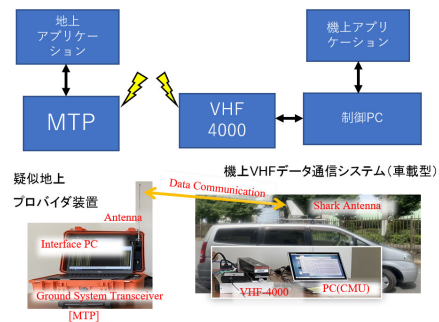 地上
アプリケー
ション
機上アプリ
ケーション
MTP
VHF
4000
制御PC
疑似地上
プロバイダ装置
機上VHFデータ通信システム（車載型）
Data Communication
Antenna
Shark Antenna
Interface PC
Ground System Transceiver
[MTP]
VHF-4000
PC(CMU)